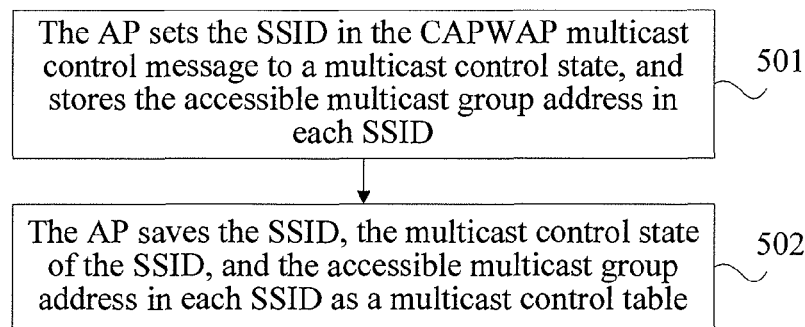 The AP sets the SSID in the CAPWAP multicast
control message to a multicast control state, and
stores the accessible multicast group address in
each SSID
501
The AP saves the SSID, the multicast control state
of the SSID, and the accessible multicast group
address in each SSID as a multicast control table
502